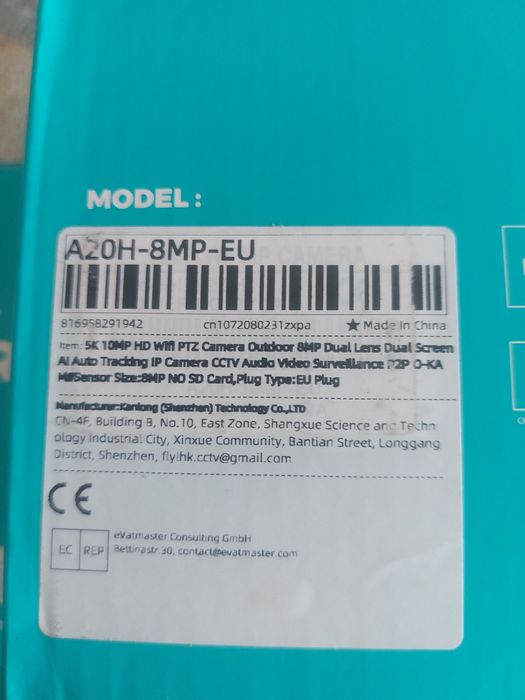 MODEL:
A20H-8MP-EU
816958291942 cn1072080231zxpa ★ Made In China
Item: 5K 10MP HD Wifi PTZ Camera Outdoor 8MP Dual Lens Dual Screen
AI Auto Tracking IP Camera CCTV Audio Video Surveillance P2P O-KA
M#Sensor Size:8MP NO SD Card,Plug Type:EU Plug
Manufacturer:Kanlong (Shenzhen) Technology Co.,LTD
CN-4F, Building B, No.10, East Zone, Shangxue Science and Techn
ology Industrial City, Xinxue Community, Bantian Street, Longgang
District, Shenzhen, flylhk.cctv@gmail.com
CE
EC REP
eVatmaster Consulting GmbH
Bettinastr. 30, contact@evatmaster.com